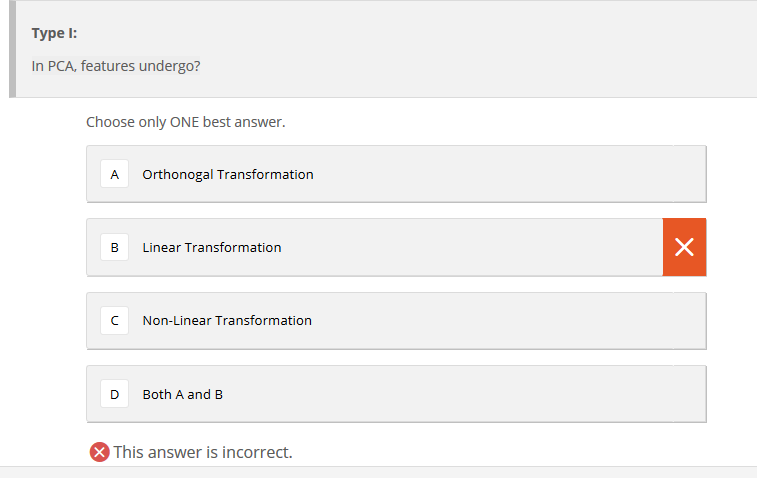 Type I:
In PCA, features undergo?
Choose only ONE best answer.
A Orthonogal Transformation
B Linear Transformation
C Non-Linear Transformation
D Both A and B
This answer is incorrect.